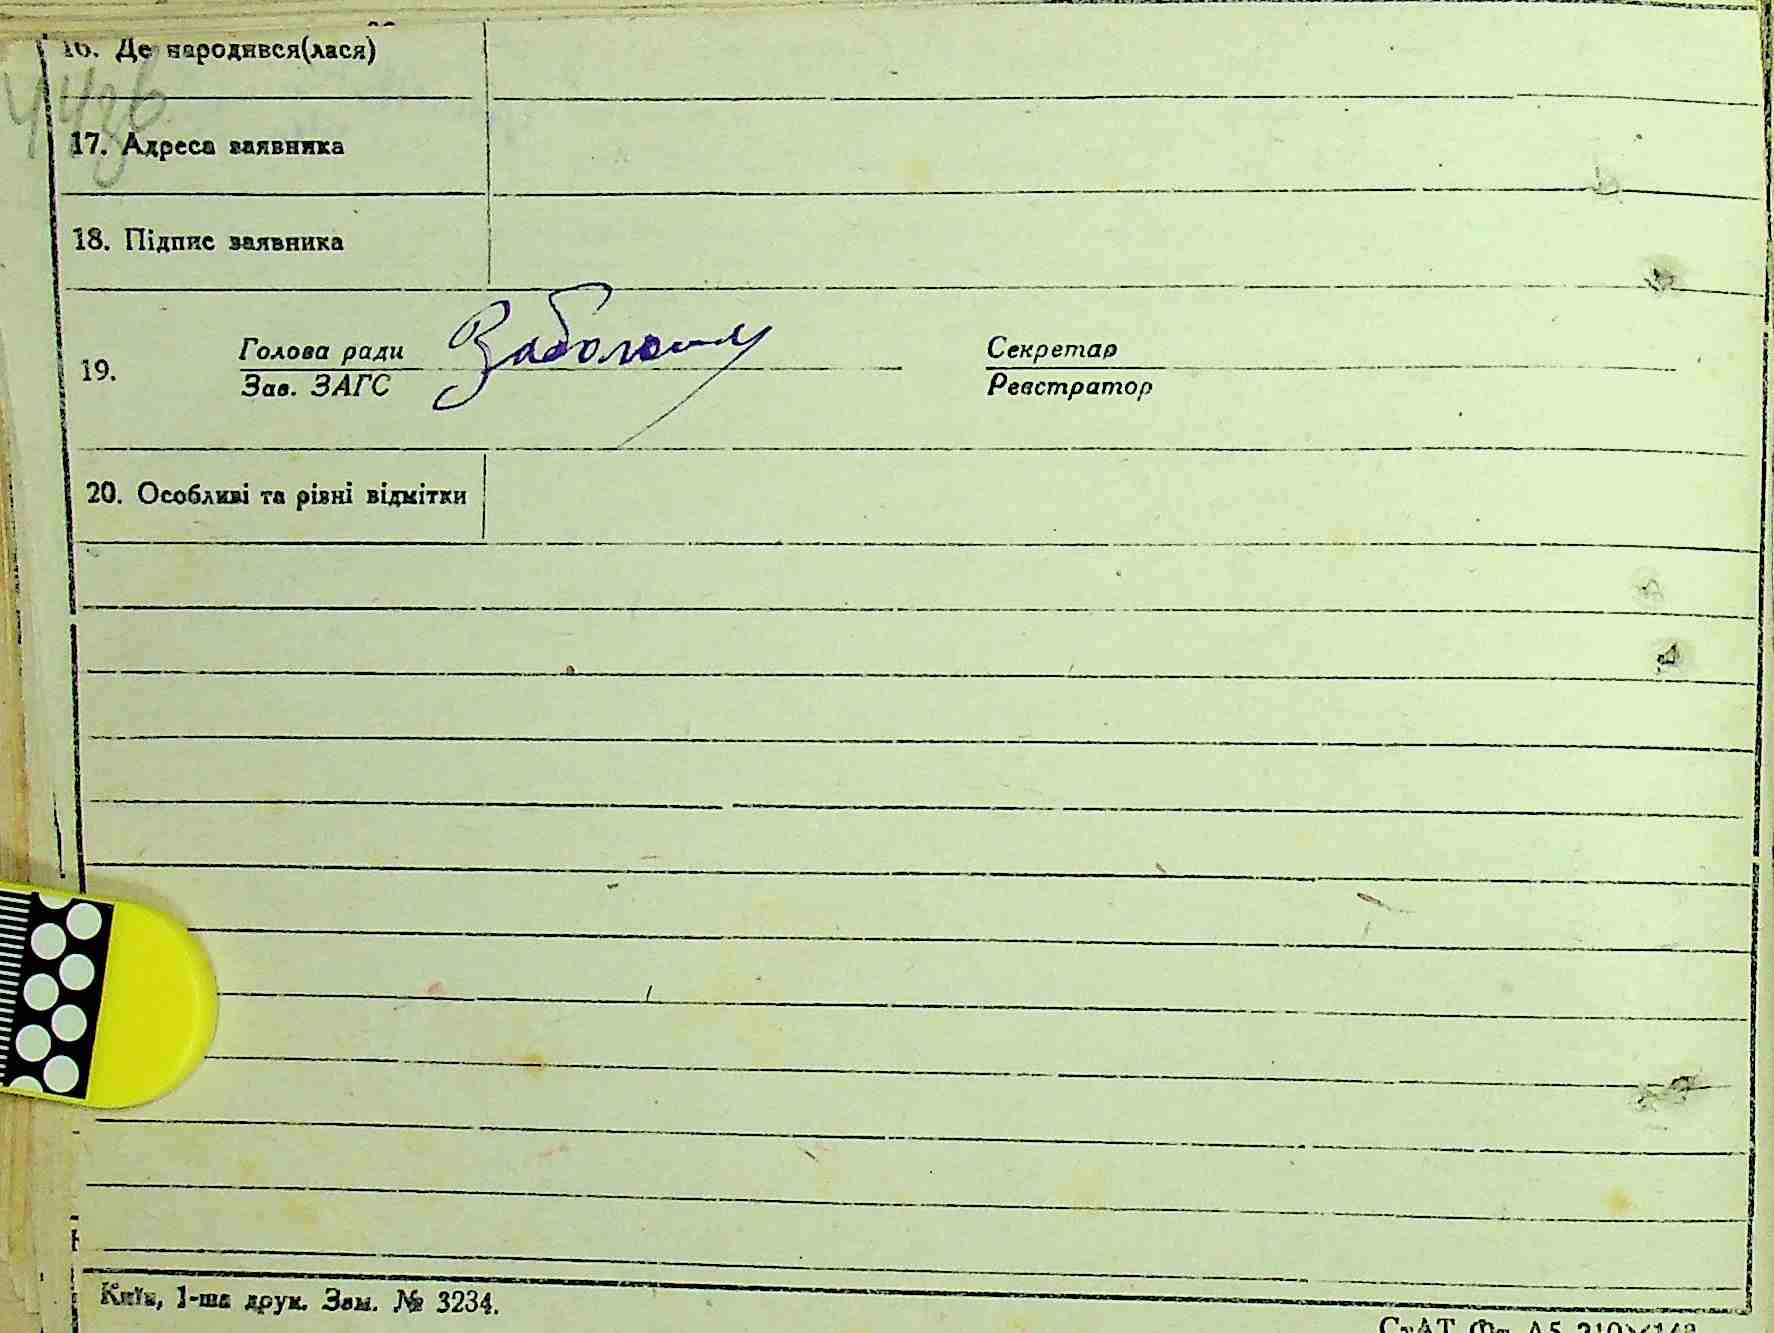 16. Де народився(лася)
443в
17. Адреса заявника
18. Підпис заявника
19. Голова ради Секретар
Зав. ЗАГС Реєстратор
20. Особливі та рівні відмітки
Київ, 1-ша друк. Зам. № 3234.